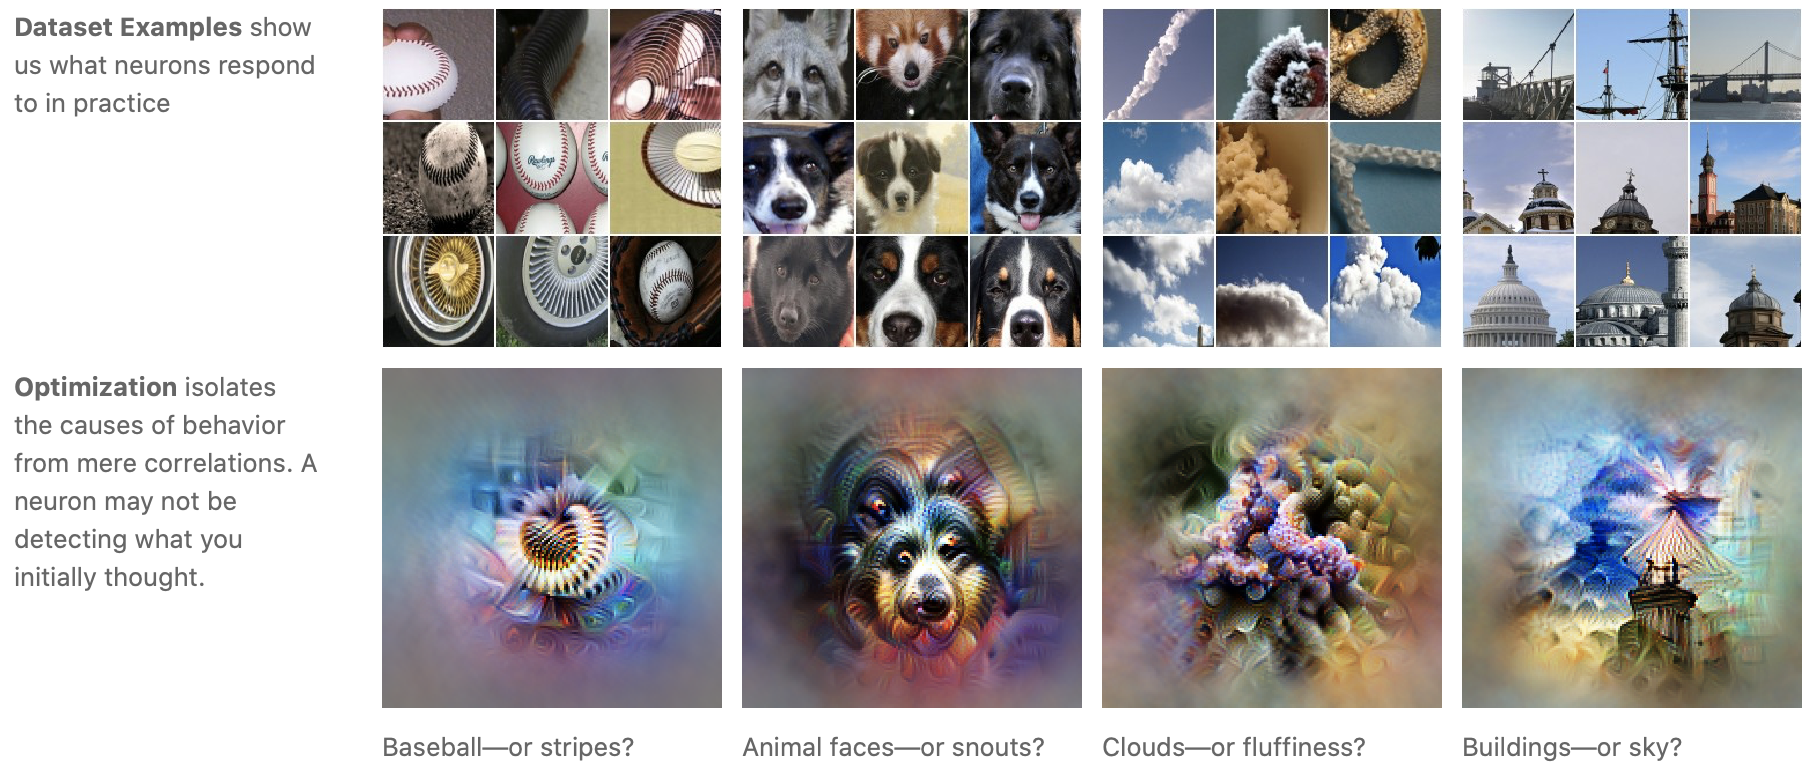 Dataset Examples show
us what neurons respond
to in practice
Rawlings
Optimization isolates
the causes of behavior
from mere correlations. A
neuron may not be
detecting what you
initially thought.
Baseball—or stripes?
Animal faces—or snouts?
Clouds—or fluffiness?
Buildings—or sky?